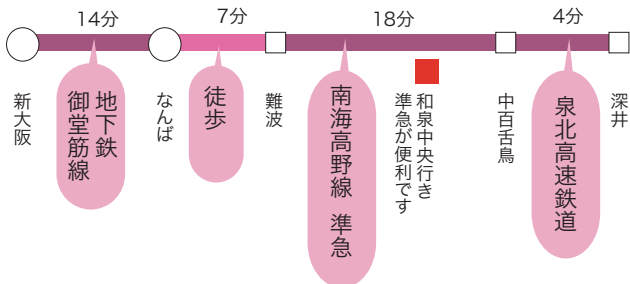 14分
7分
18分
4分
新大阪
地下鉄
御堂筋線
なんば
徒歩
難波
南海高野線 準急
和泉中央行き
準急が便利です
中百舌鳥
泉北高速鉄道
深井